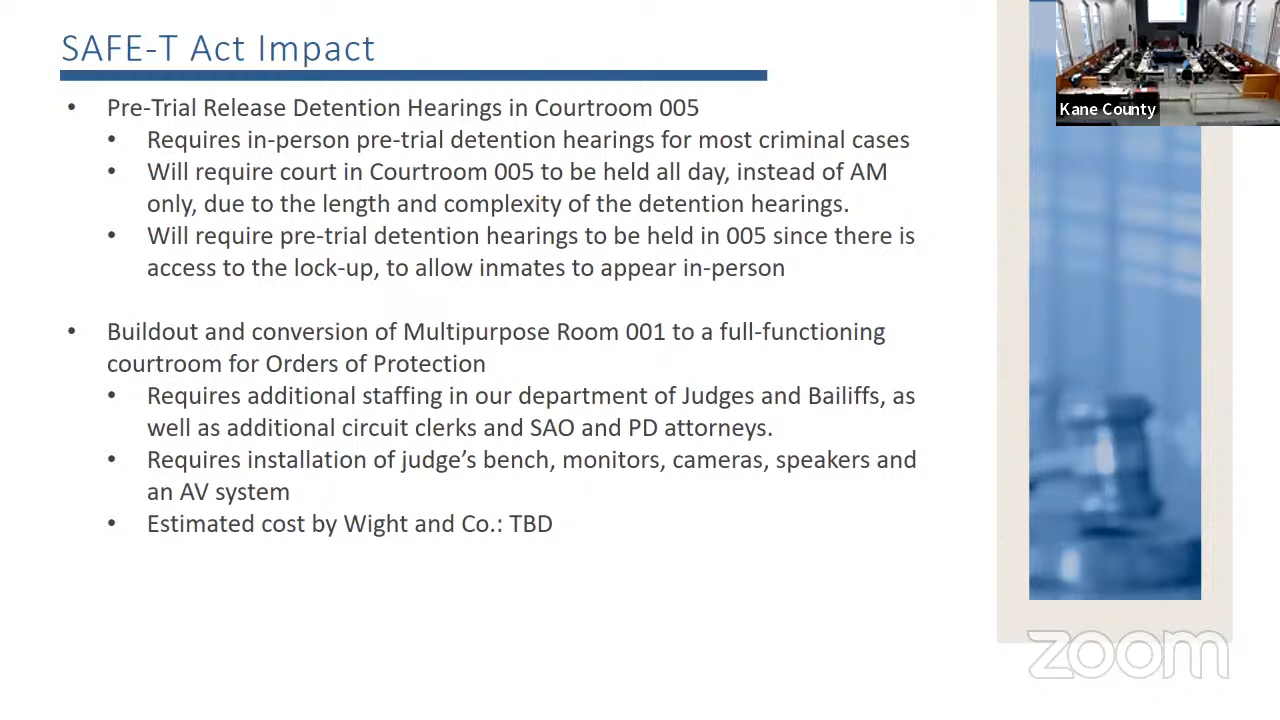 SAFE-T Act Impact
Kane County
• Pre-Trial Release Detention Hearings in Courtroom 005
• Requires in-person pre-trial detention hearings for most criminal cases
• Will require court in Courtroom 005 to be held all day, instead of AM
only, due to the length and complexity of the detention hearings.
• Will require pre-trial detention hearings to be held in 005 since there is
access to the lock-up, to allow inmates to appear in-person
• Buildout and conversion of Multipurpose Room 001 to a full-functioning
courtroom for Orders of Protection
• Requires additional staffing in our department of Judges and Bailiffs, as
well as additional circuit clerks and SAO and PD attorneys.
• Requires installation of judge’s bench, monitors, cameras, speakers and
an AV system
• Estimated cost by Wight and Co.: TBD
zoom